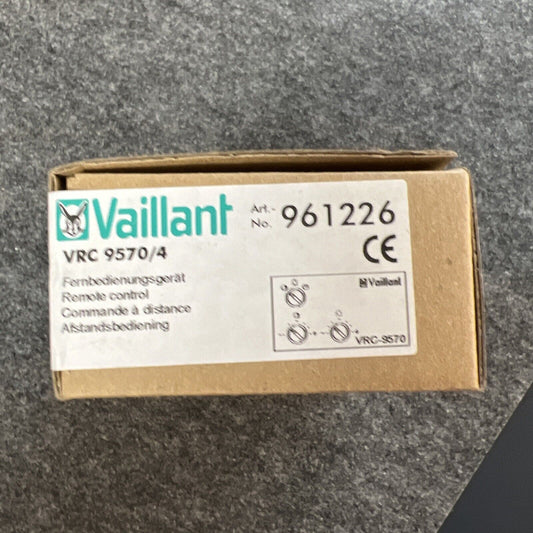 Vaillant
Art.-No. 961226
VRC 9570/4
CE
Fernbedienungsgerät
Remote control
Commande à distance
Afstandsbediening
Vaillant
VRC-9570